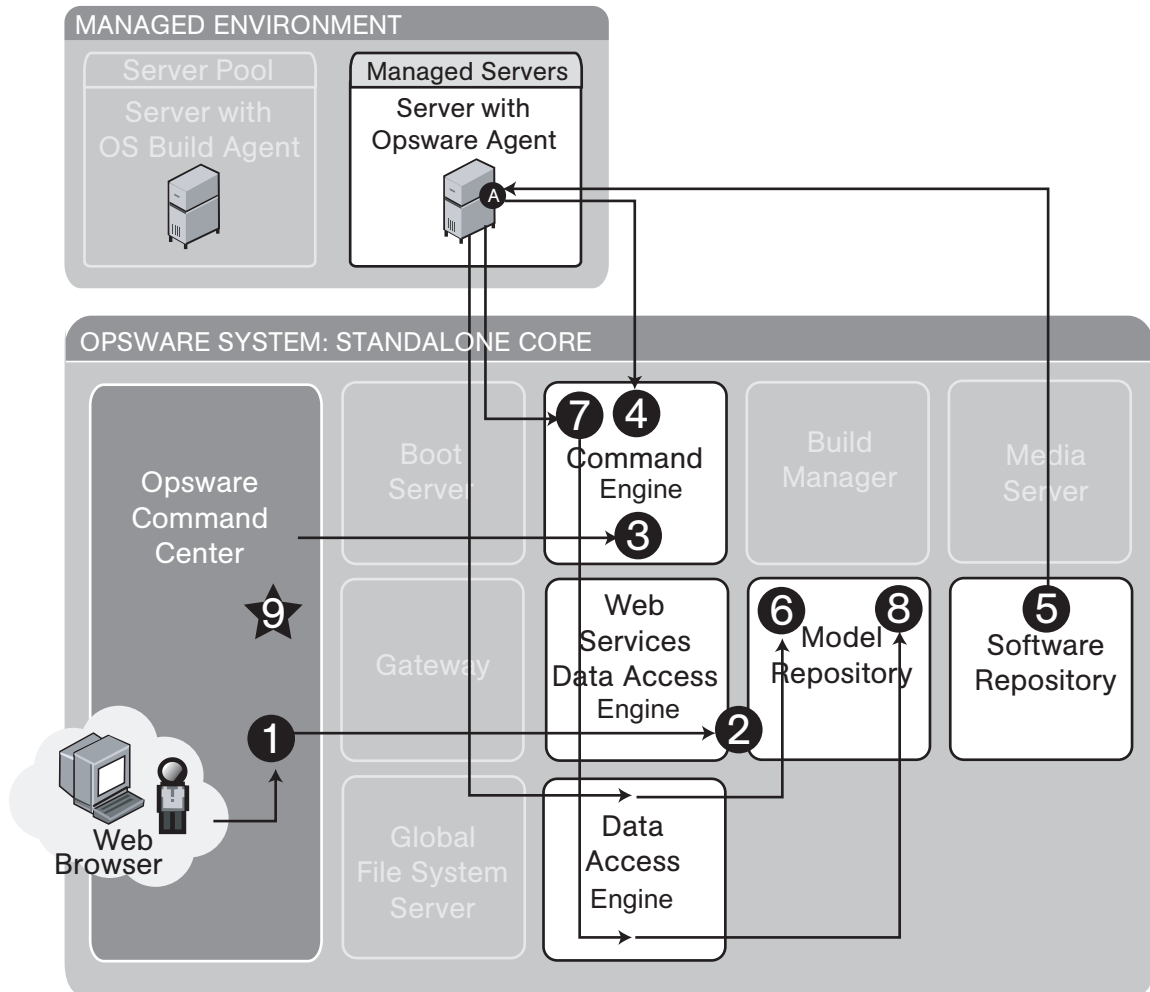 MANAGED ENVIRONMENT
Server Pool
Server with
OS Build Agent
Managed Servers
Server with
Opsware Agent
A
OPSWARE SYSTEM: STANDALONE CORE
Opsware
Command
Center
9
1
Web
Browser
Boot
Server
7
4
Command
Engine
3
Build
Manager
Media
Server
Gateway
Web
Services
Data Access
Engine
2
6
8
Model
Repository
5
Software
Repository
Global
File System
Server
Data
Access
Engine